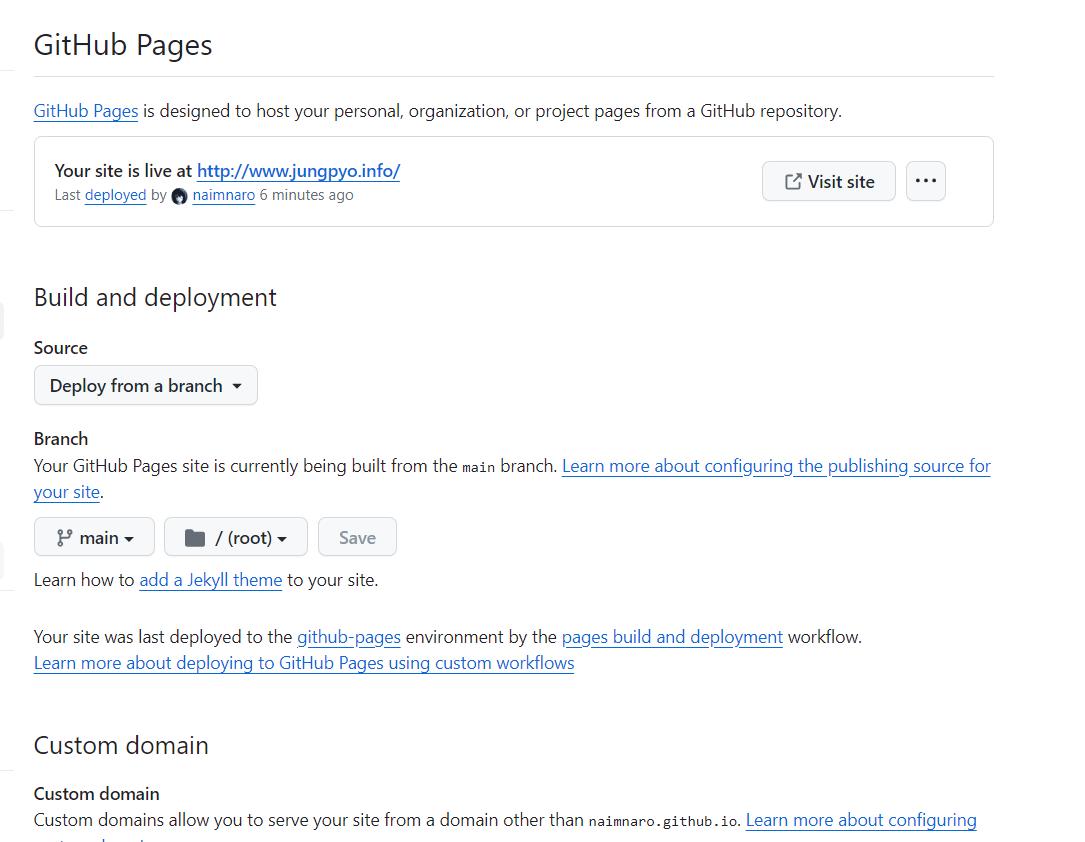 GitHub Pages
GitHub Pages is designed to host your personal, organization, or project pages from a GitHub repository.
Your site is live at http://www.jungpyo.info/
Visit site
Last deployed by naimnaro 6 minutes ago
Build and deployment
Source
Deploy from a branch
Branch
Your GitHub Pages site is currently being built from the main branch. Learn more about configuring the publishing source for
your site.
main
/ (root)
Save
Learn how to add a Jekyll theme to your site.
Your site was last deployed to the github-pages environment by the pages build and deployment workflow.
Learn more about deploying to GitHub Pages using custom workflows
Custom domain
Custom domain
Custom domains allow you to serve your site from a domain other than naimnaro.github.io. Learn more about configuring